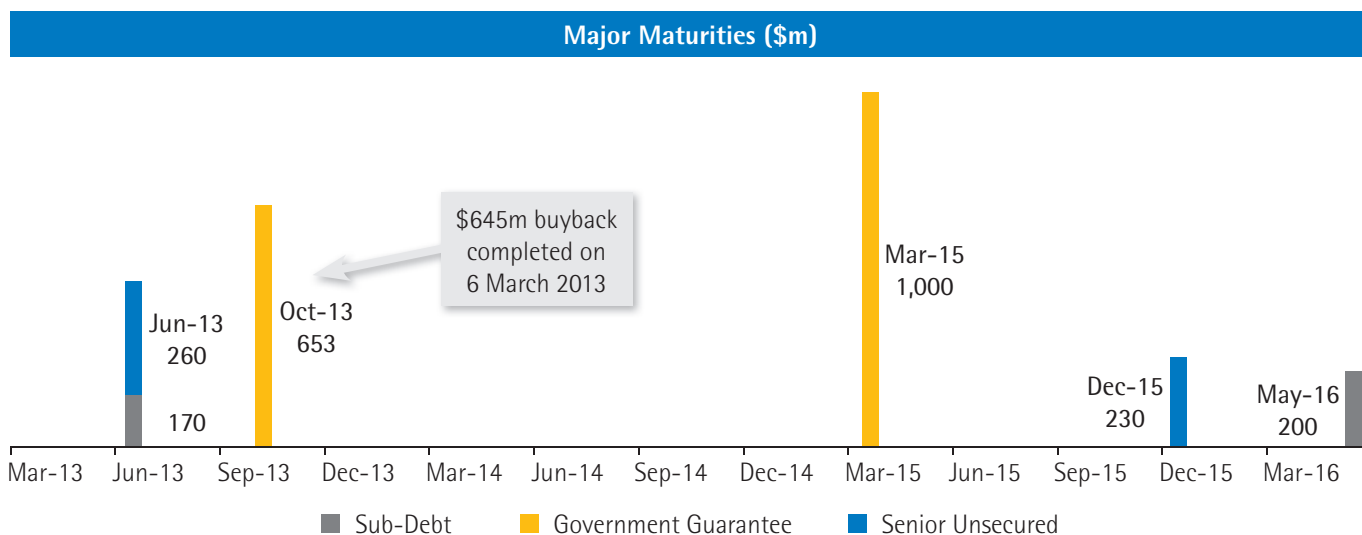 Major Maturities ($m)
$645m buyback
completed on
6 March 2013
Jun-13
260
170
Oct-13
653
Mar-15
1,000
Dec-15
230
May-16
200
Mar-13 Jun-13 Sep-13 Dec-13 Mar-14 Jun-14 Sep-14 Dec-14 Mar-15 Jun-15 Sep-15 Dec-15 Mar-16
Sub-Debt Government Guarantee Senior Unsecured